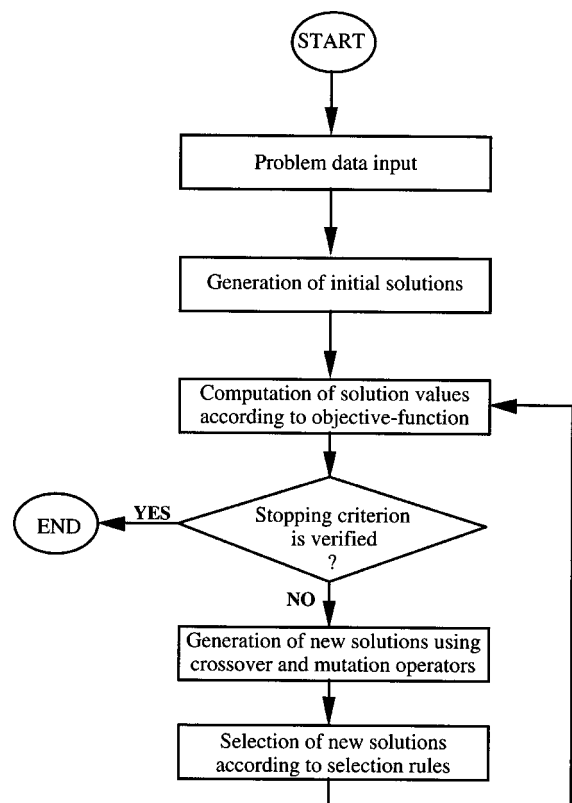 START
Problem data input
Generation of initial solutions
Computation of solution values
according to objective-function
Stopping criterion
is verified
?
YES
END
NO
Generation of new solutions using
crossover and mutation operators
Selection of new solutions
according to selection rules